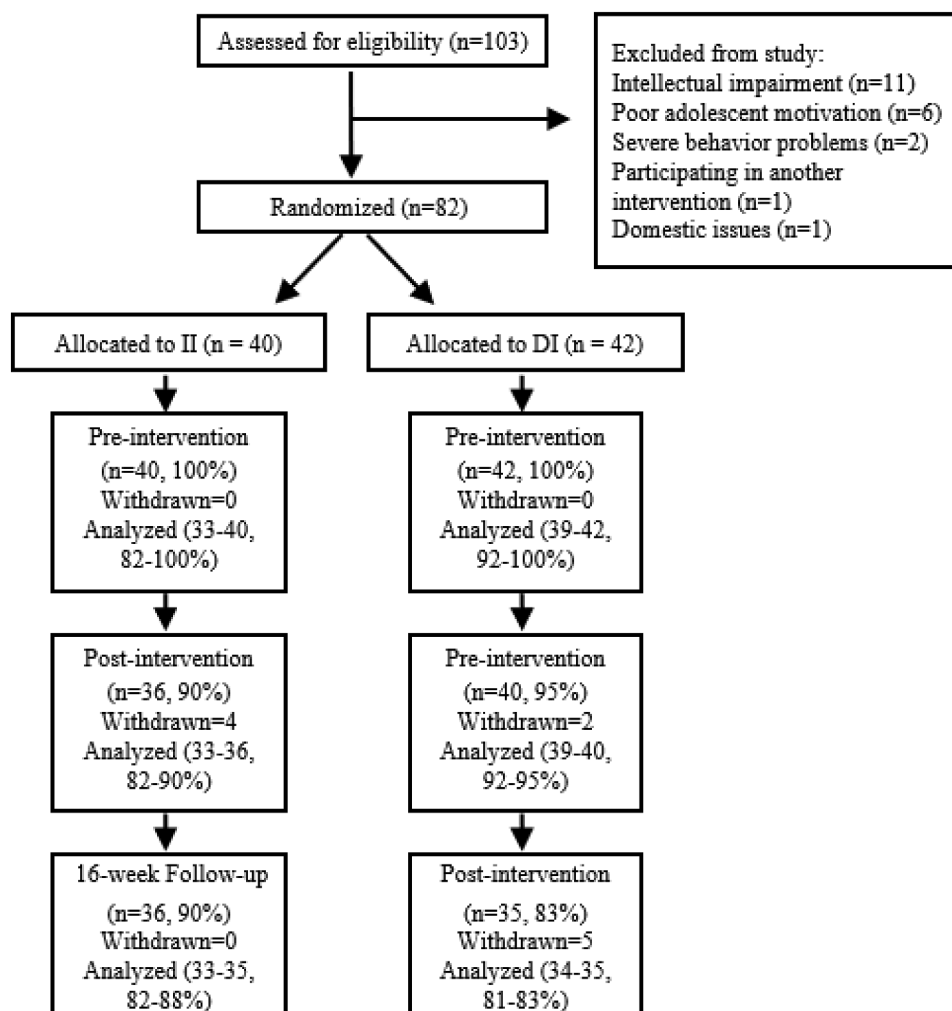 Assessed for eligibility (n=103)
Excluded from study:
Intellectual impairment (n=11)
Poor adolescent motivation (n=6)
Severe behavior problems (n=2)
Participating in another
intervention (n=1)
Domestic issues (n=1)
Randomized (n=82)
Allocated to II (n = 40)
Allocated to DI (n = 42)
Pre-intervention
(n=40, 100%)
Withdrawn=0
Analyzed (33-40,
82-100%)
Pre-intervention
(n=42, 100%)
Withdrawn=0
Analyzed (39-42,
92-100%)
Post-intervention
(n=36, 90%)
Withdrawn=4
Analyzed (33-36,
82-90%)
Pre-intervention
(n=40, 95%)
Withdrawn=2
Analyzed (39-40,
92-95%)
16-week Follow-up
(n=36, 90%)
Withdrawn=0
Analyzed (33-35,
82-88%)
Post-intervention
(n=35, 83%)
Withdrawn=5
Analyzed (34-35,
81-83%)